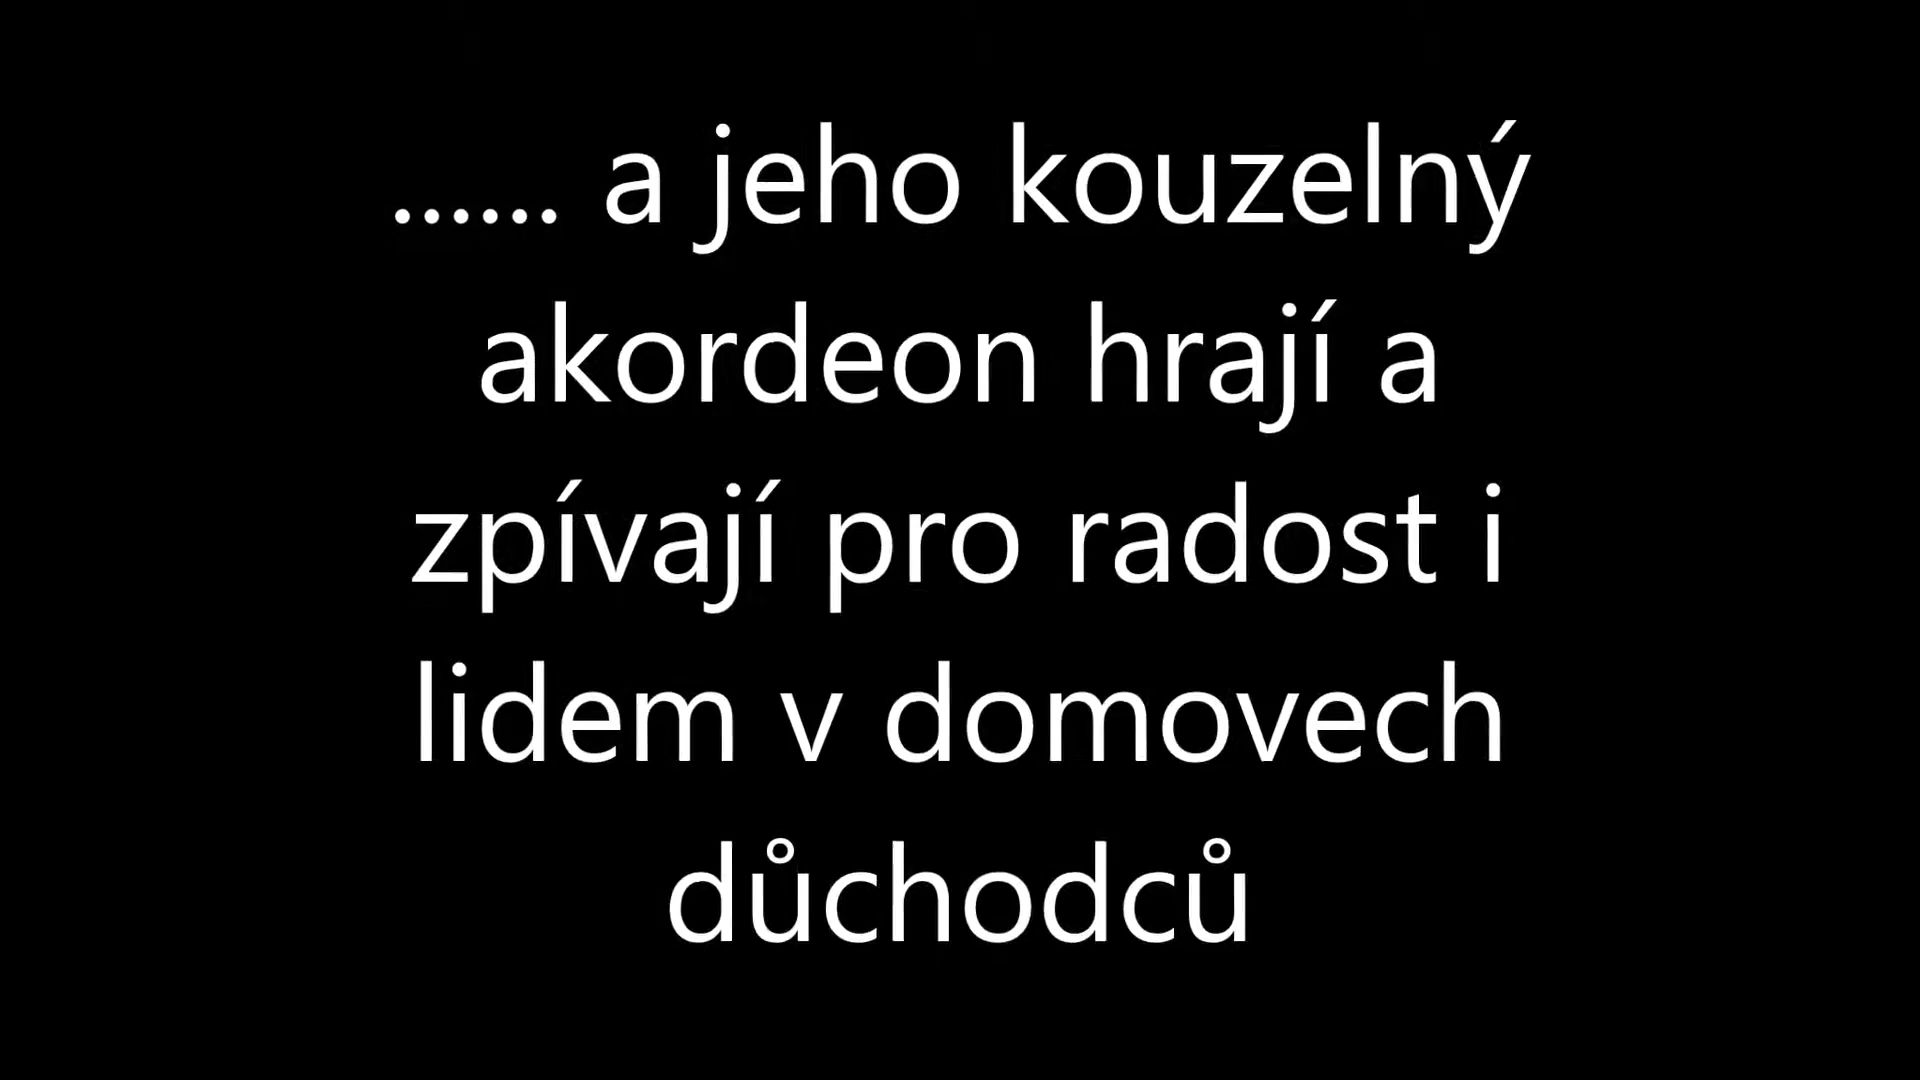 ...... a jeho kouzelný
akordeon hrají a
zpívají pro radost i
lidem v domovech
důchodců